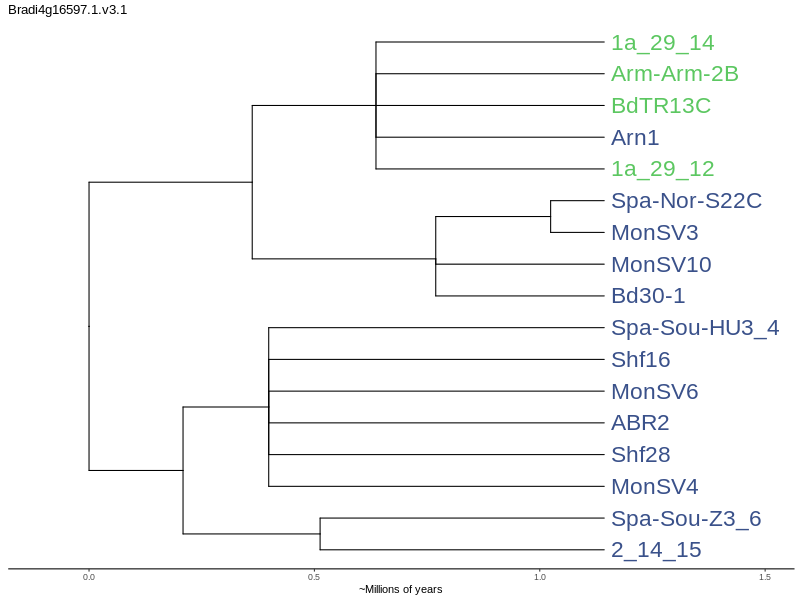 Bradi4g16597.1.v3.1
1a_29_14
Arm-Arm-2B
BdTR13C
Arn1
1a_29_12
Spa-Nor-S22C
MonSV3
MonSV10
Bd30-1
Spa-Sou-HU3_4
Shf16
MonSV6
ABR2
Shf28
MonSV4
Spa-Sou-Z3_6
2_14_15
0.0 0.5 1.0 1.5
~Millions of years